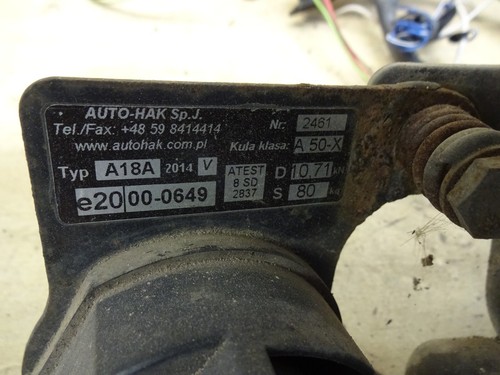 AUTO-HAK Sp.J.
Tel./Fax: +48 59 8414414
www.autohak.com.pl
Typ A18A 2014 V
e20 00-0649
ATEST
8 SD
2837
Nr: 2461
Kula klasa: A 50-X
D 10,71 kN
S 80